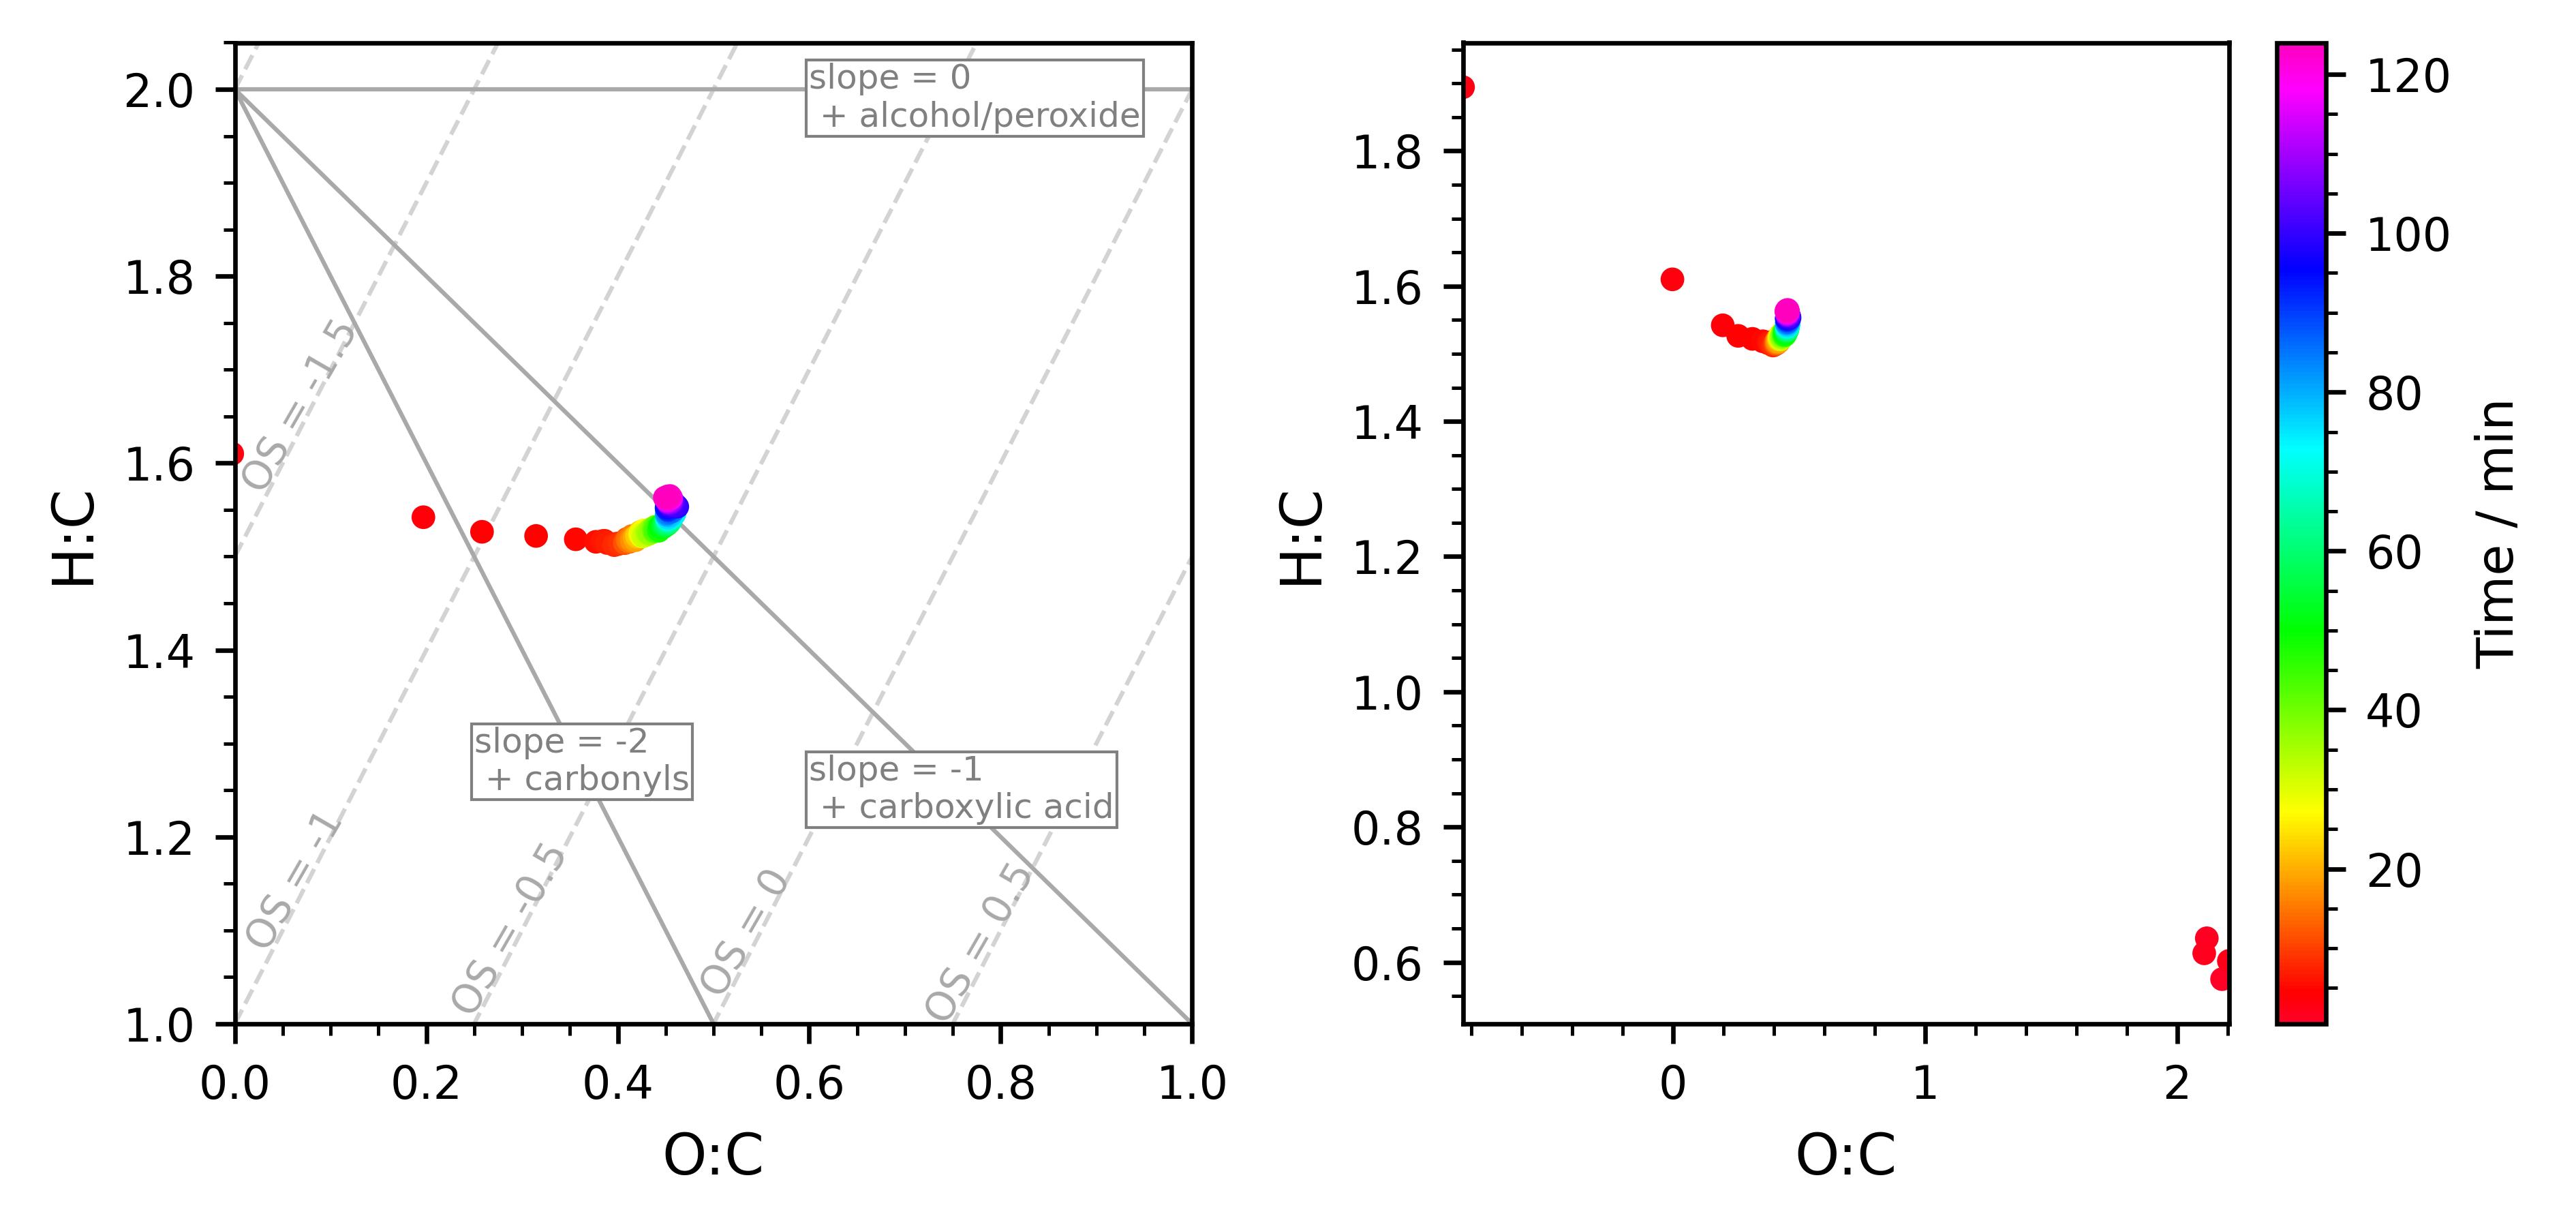 2.0
1.8
1.6
1.4
1.2
1.0
H:C
0.0
0.2
0.4
0.6
0.8
1.0
O:C
slope = 0
+ alcohol/peroxide
slope = -2
+ carbonyls
slope = -1
+ carboxylic acid
OS = -1.5
OS = -1
OS = -0.5
OS = 0
OS = 0.5
1.8
1.6
1.4
1.2
1.0
0.8
0.6
H:C
0
1
2
O:C
120
100
80
60
40
20
Time / min